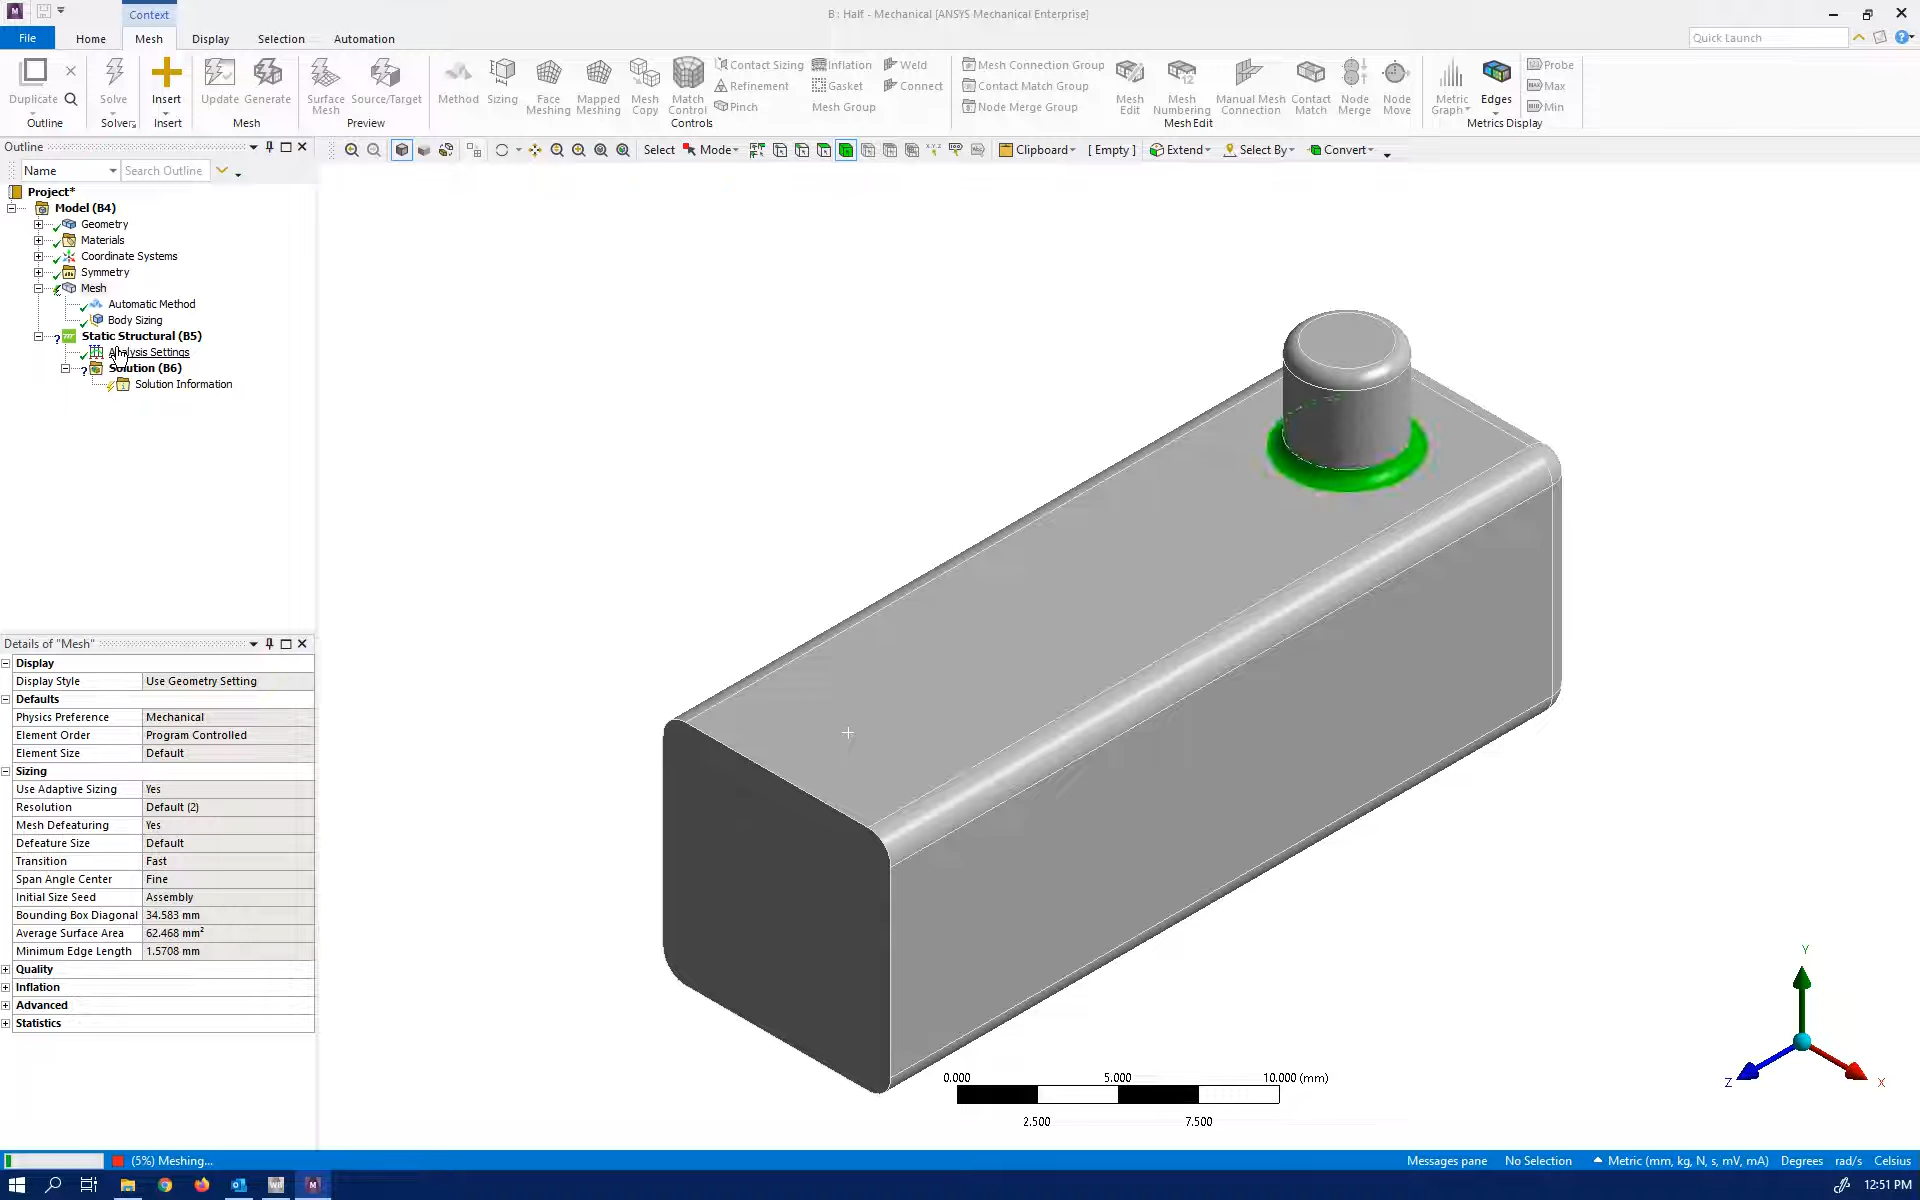 Context
B : Half - Mechanical [ANSYS Mechanical Enterprise]
File
Home
Mesh
Display
Selection
Automation
Quick Launch
Duplicate
Outline
Solve
Solver
Insert
Insert
Update
Generate
Mesh
Surface Mesh
Source/Target
Preview
Method
Sizing
Face Meshing
Mapped Meshing
Mesh Copy
Match Control
Contact Sizing
Refinement
Pinch
Inflation
Gasket
Mesh Group
Weld
Connect
Controls
Mesh Connection Group
Contact Match Group
Node Merge Group
Mesh Edit
Mesh Numbering
Manual Mesh Connection
Contact Match
Node Merge
Node Move
Mesh Edit
Metric Graph
Edges
Probe
Max
Min
Metrics Display
Outline
Select
Mode
Clipboard
[ Empty ]
Extend
Select By
Convert
Name
Search Outline
Project*
Model (B4)
Geometry
Materials
Coordinate Systems
Symmetry
Mesh
Automatic Method
Body Sizing
Static Structural (B5)
Analysis Settings
Solution (B6)
Solution Information
Details of "Mesh"
Display
Display Style Use Geometry Setting
Defaults
Physics Preference Mechanical
Element Order Program Controlled
Element Size Default
Sizing
Use Adaptive Sizing Yes
Resolution Default (2)
Mesh Defeaturing Yes
Defeature Size Default
Transition Fast
Span Angle Center Fine
Initial Size Seed Assembly
Bounding Box Diagonal 34.583 mm
Average Surface Area 62.468 mm²
Minimum Edge Length 1.5708 mm
Quality
Inflation
Advanced
Statistics
0.000 5.000 10.000 (mm)
2.500 7.500
Y
Z
X
(5%) Meshing...
Messages pane
No Selection
Metric (mm, kg, N, s, mV, mA)
Degrees
rad/s
Celsius
12:51 PM